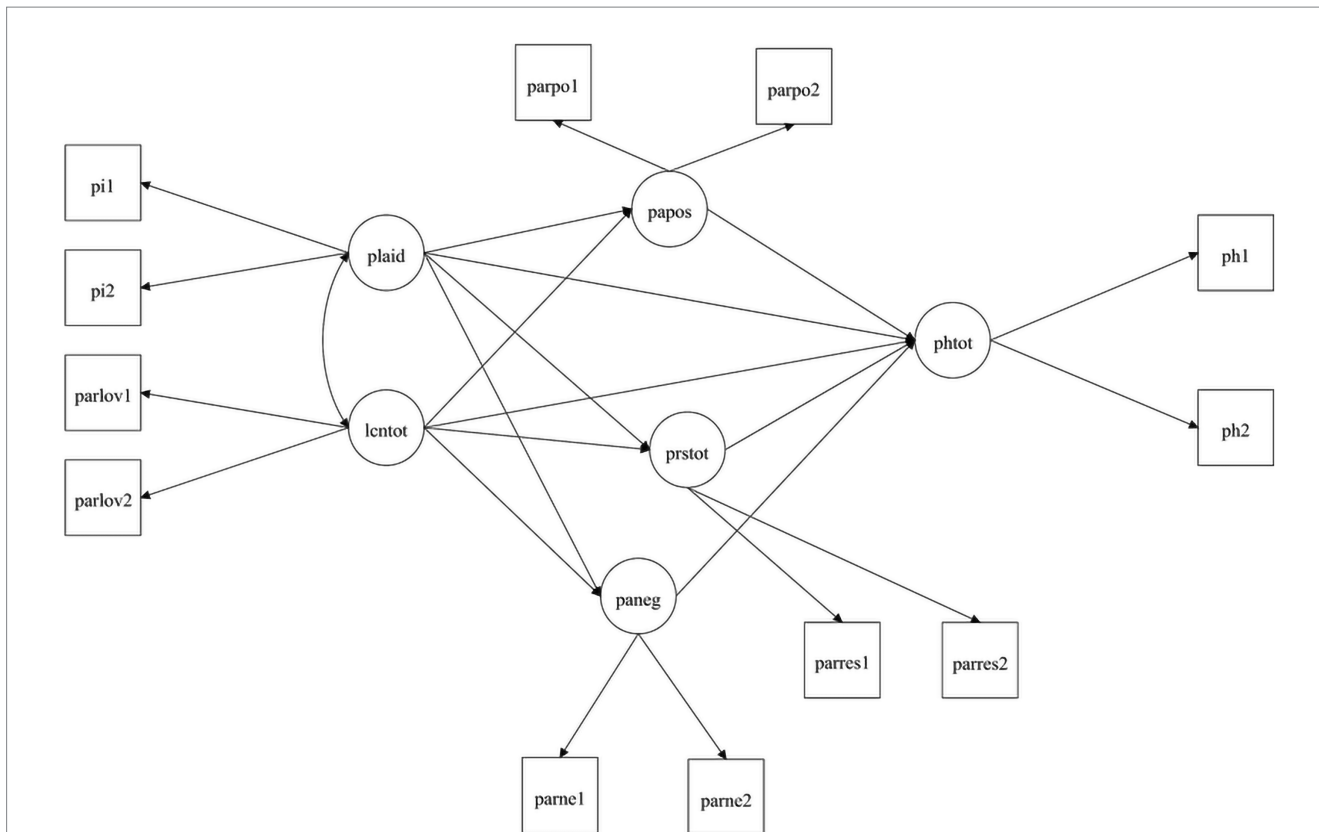 parpo1
parpo2
pi1
papos
plaid
ph1
pi2
phtot
parlov1
lcntot
ph2
prstot
parlov2
paneg
parres1
parres2
parne1
parne2